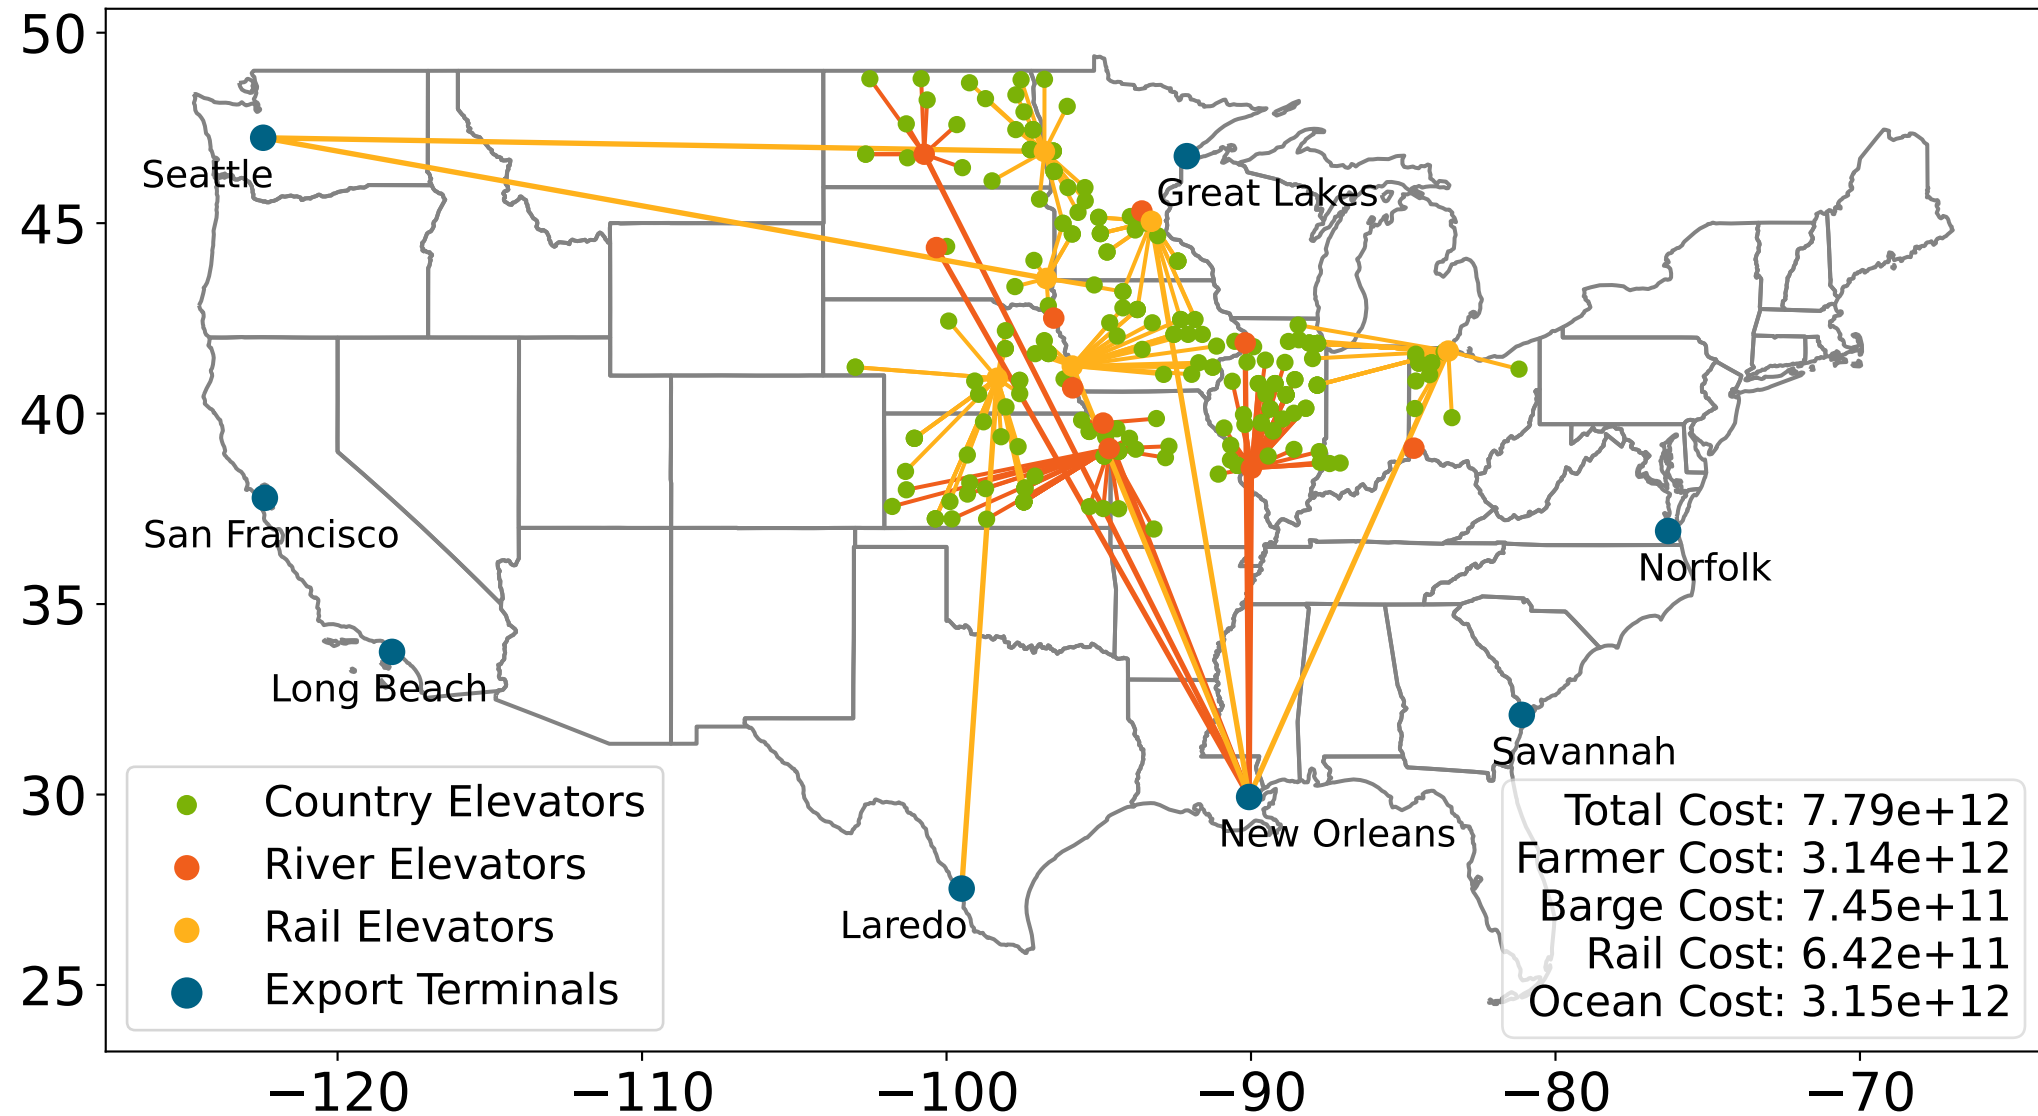 50
45
40
35
30
25
Seattle
Great Lakes
San Francisco
Norfolk
Long Beach
Savannah
New Orleans
Laredo
Country Elevators
River Elevators
Rail Elevators
Export Terminals
Total Cost: 7.79e+12
Farmer Cost: 3.14e+12
Barge Cost: 7.45e+11
Rail Cost: 6.42e+11
Ocean Cost: 3.15e+12
−120 −110 −100 −90 −80 −70